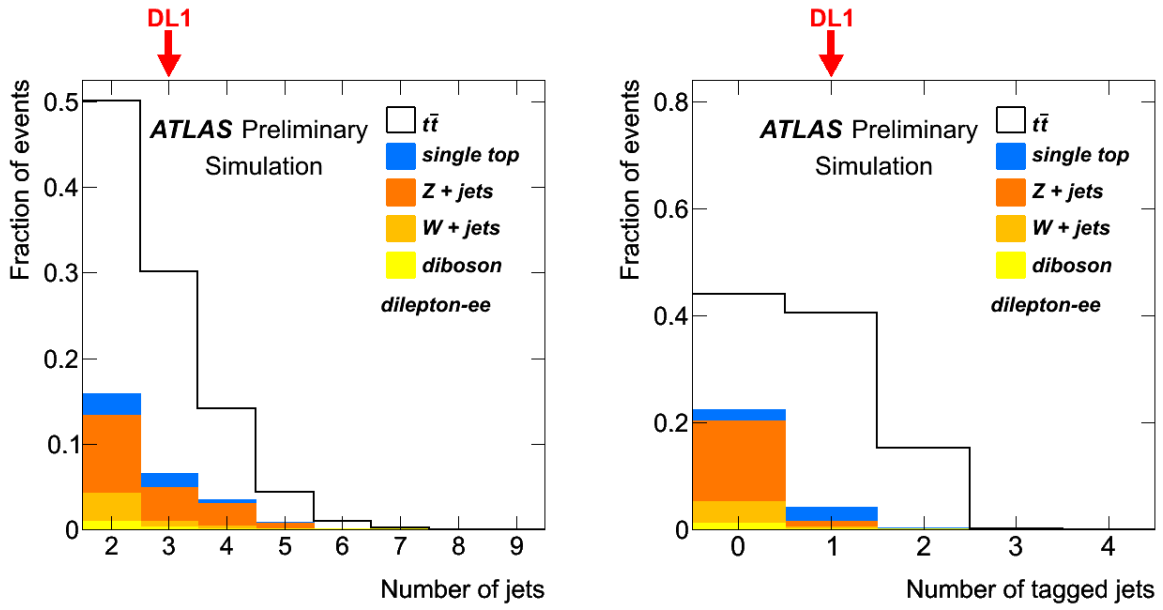 DL1
Fraction of events
0.5
0.4
0.3
0.2
0.1
0
ATLAS Preliminary
Simulation
tt̄
single top
Z + jets
W + jets
diboson
dilepton-ee
2 3 4 5 6 7 8 9
Number of jets
DL1
Fraction of events
0.8
0.6
0.4
0.2
0
ATLAS Preliminary
Simulation
tt̄
single top
Z + jets
W + jets
diboson
dilepton-ee
0 1 2 3 4
Number of tagged jets